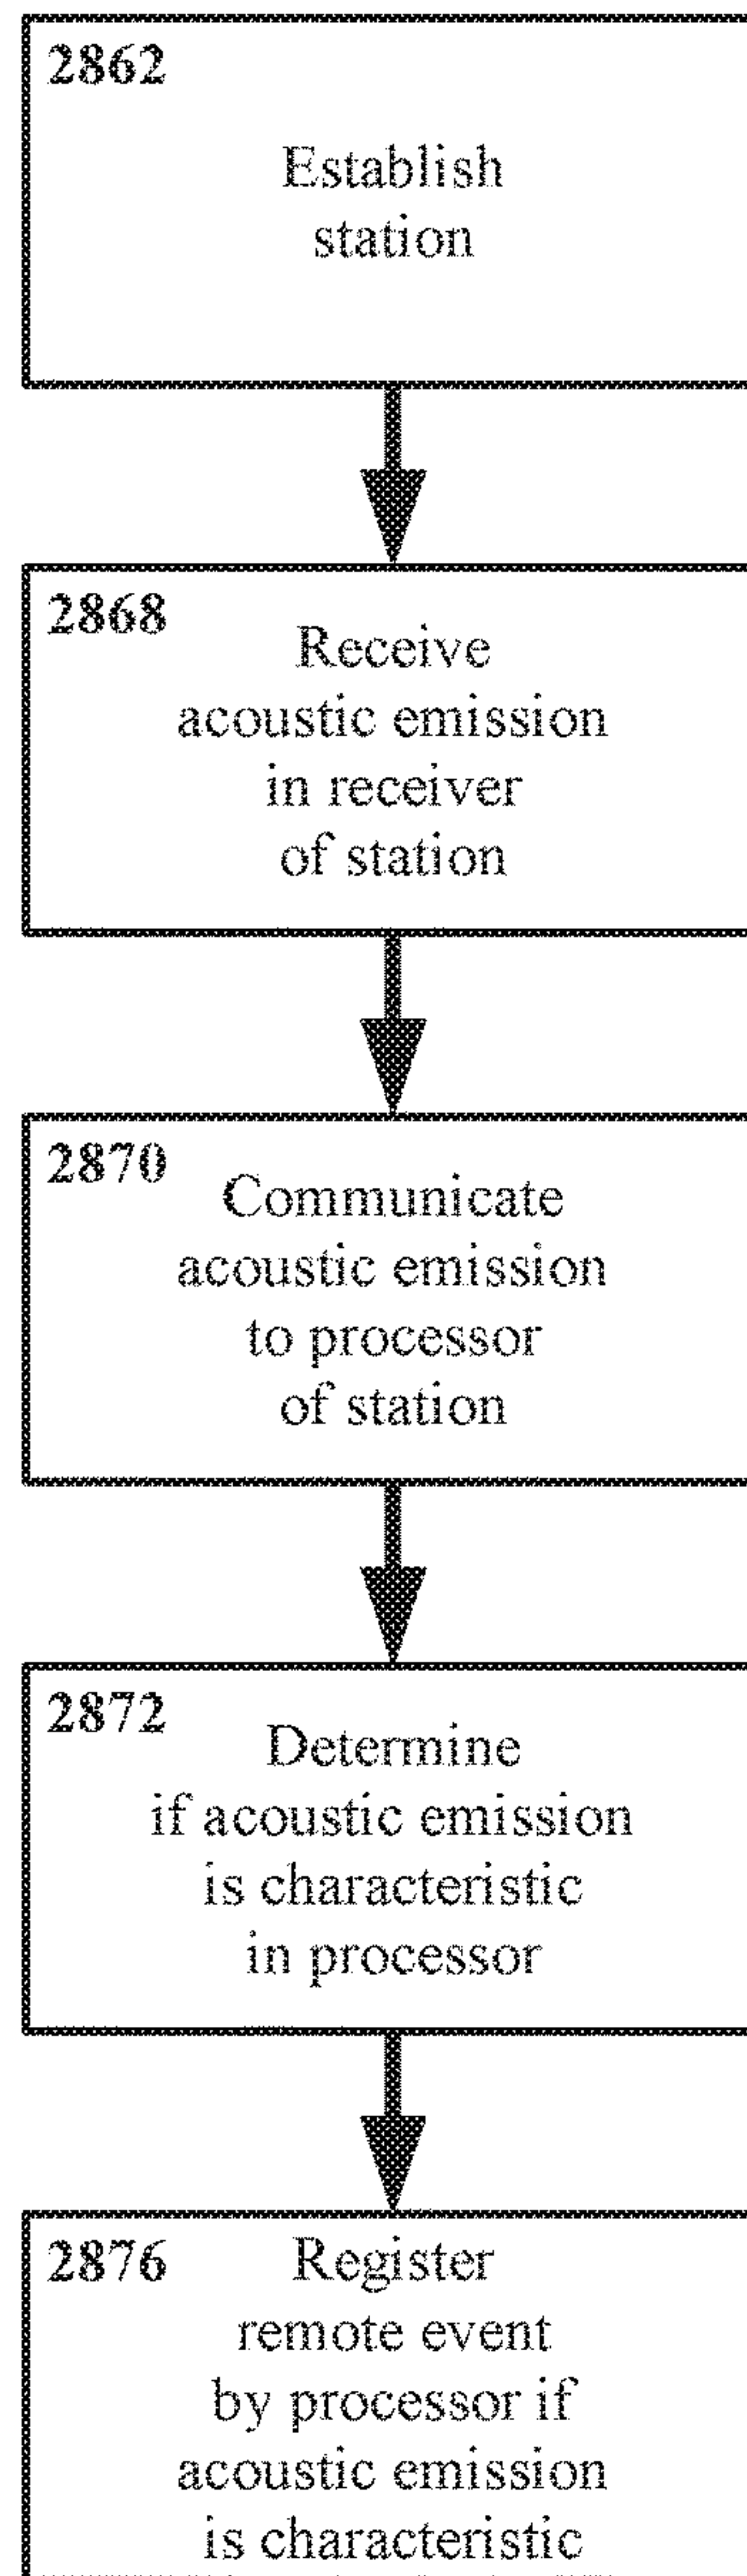 2862
Establish
station
2868
Receive
acoustic emission
in receiver
of station
2870
Communicate
acoustic emission
to processor
of station
2872
Determine
if acoustic emission
is characteristic
in processor
2876
Register
remote event
by processor if
acoustic emission
is characteristic